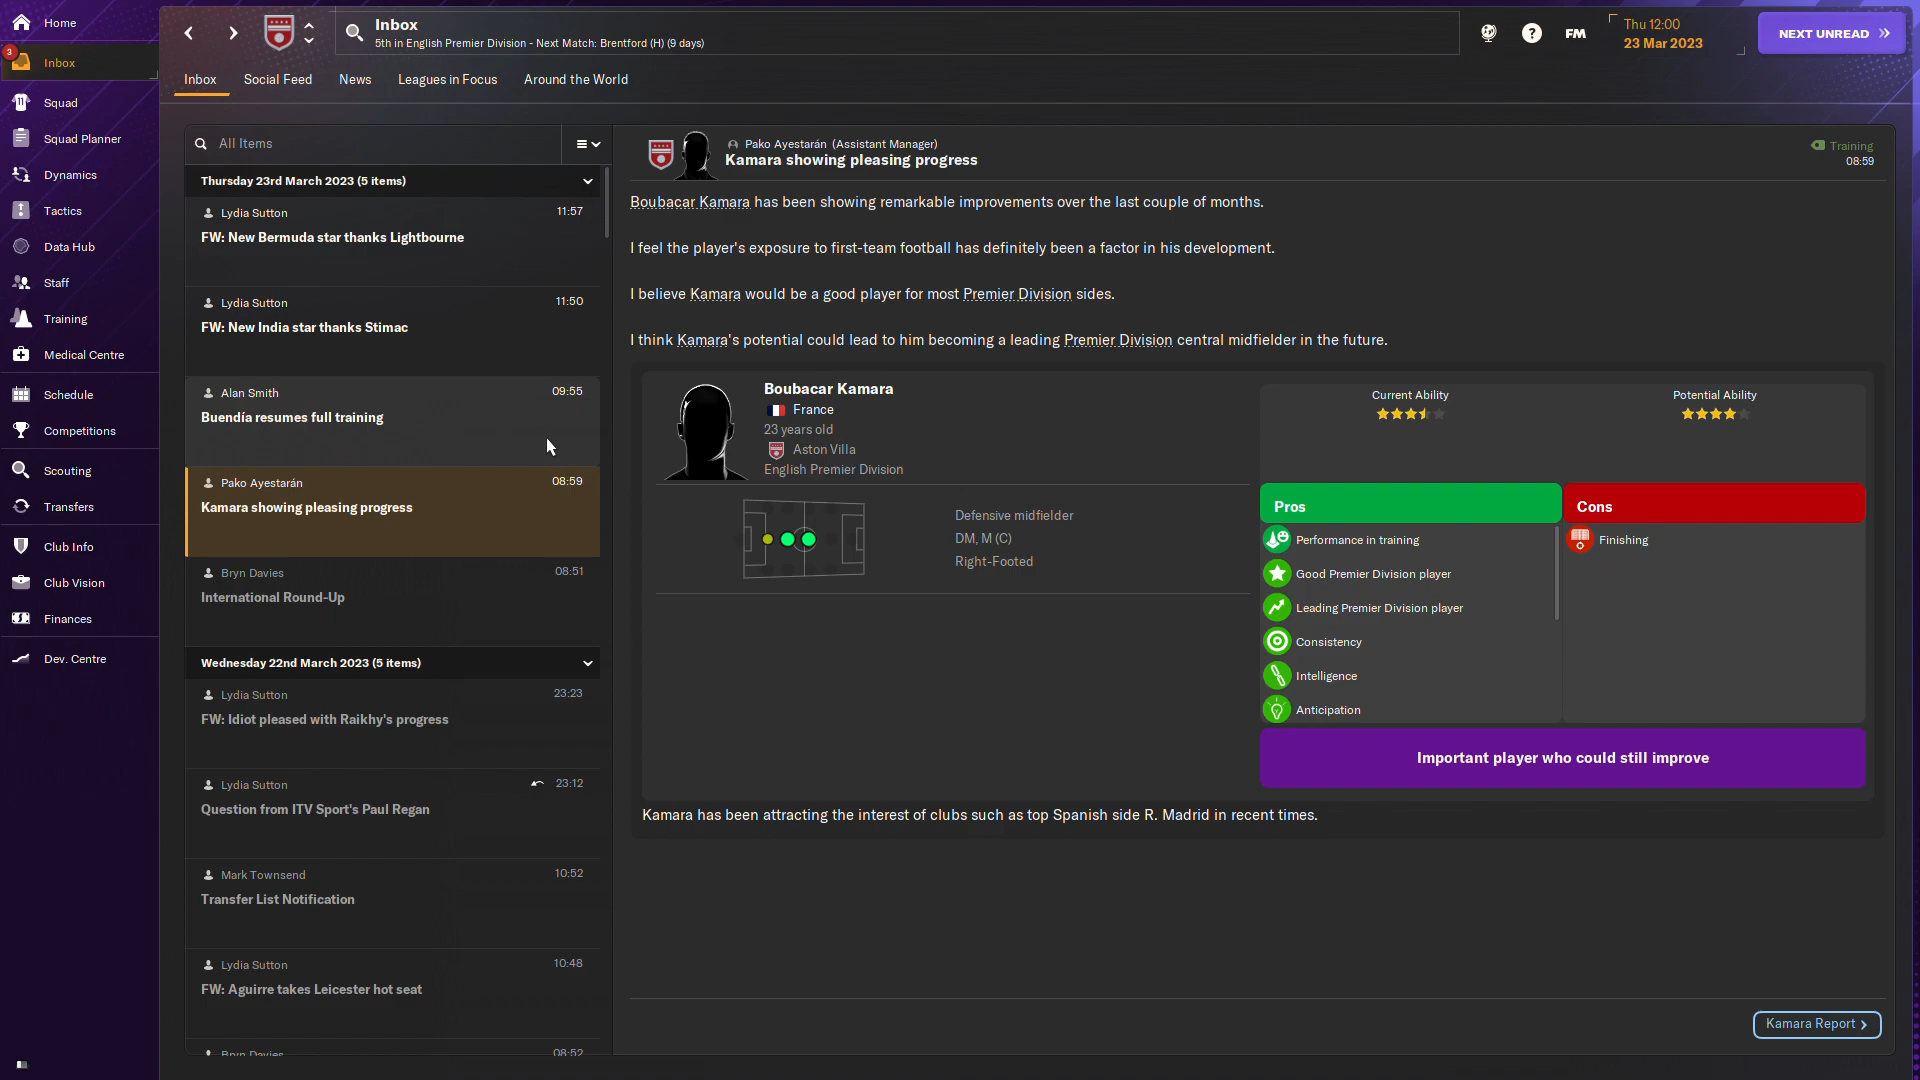 Home
3
Inbox
Squad
Squad Planner
Dynamics
Tactics
Data Hub
Staff
Training
Medical Centre
Schedule
Competitions
Scouting
Transfers
Club Info
Club Vision
Finances
Dev. Centre
Inbox
5th in English Premier Division - Next Match: Brentford (H) (9 days)
FM
Thu 12:00
23 Mar 2023
NEXT UNREAD
Inbox
Social Feed
News
Leagues in Focus
Around the World
All Items
Thursday 23rd March 2023 (5 items)
Lydia Sutton
11:57
FW: New Bermuda star thanks Lightbourne
Lydia Sutton
11:50
FW: New India star thanks Stimac
Alan Smith
09:55
Buendía resumes full training
Pako Ayestarán
08:59
Kamara showing pleasing progress
Bryn Davies
08:51
International Round-Up
Wednesday 22nd March 2023 (5 items)
Lydia Sutton
23:23
FW: Idiot pleased with Raikhy's progress
Lydia Sutton
23:12
Question from ITV Sport's Paul Regan
Mark Townsend
10:52
Transfer List Notification
Lydia Sutton
10:48
FW: Aguirre takes Leicester hot seat
Bryn Davies
08:52
Pako Ayestarán (Assistant Manager)
Kamara showing pleasing progress
Training
08:59
Boubacar Kamara has been showing remarkable improvements over the last couple of months.
I feel the player's exposure to first-team football has definitely been a factor in his development.
I believe Kamara would be a good player for most Premier Division sides.
I think Kamara's potential could lead to him becoming a leading Premier Division central midfielder in the future.
Boubacar Kamara
France
23 years old
Aston Villa
English Premier Division
Defensive midfielder
DM, M (C)
Right-Footed
Current Ability
Potential Ability
Pros
Performance in training
Good Premier Division player
Leading Premier Division player
Consistency
Intelligence
Anticipation
Cons
Finishing
Important player who could still improve
Kamara has been attracting the interest of clubs such as top Spanish side R. Madrid in recent times.
Kamara Report